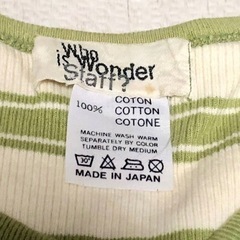 Who
is Wonder
Staff?
100%
COTON
COTTON
COTONE
MACHINE WASH WARM
SEPARATELY BY COLOR
TUMBLE DRY MEDIUM
MADE IN JAPAN